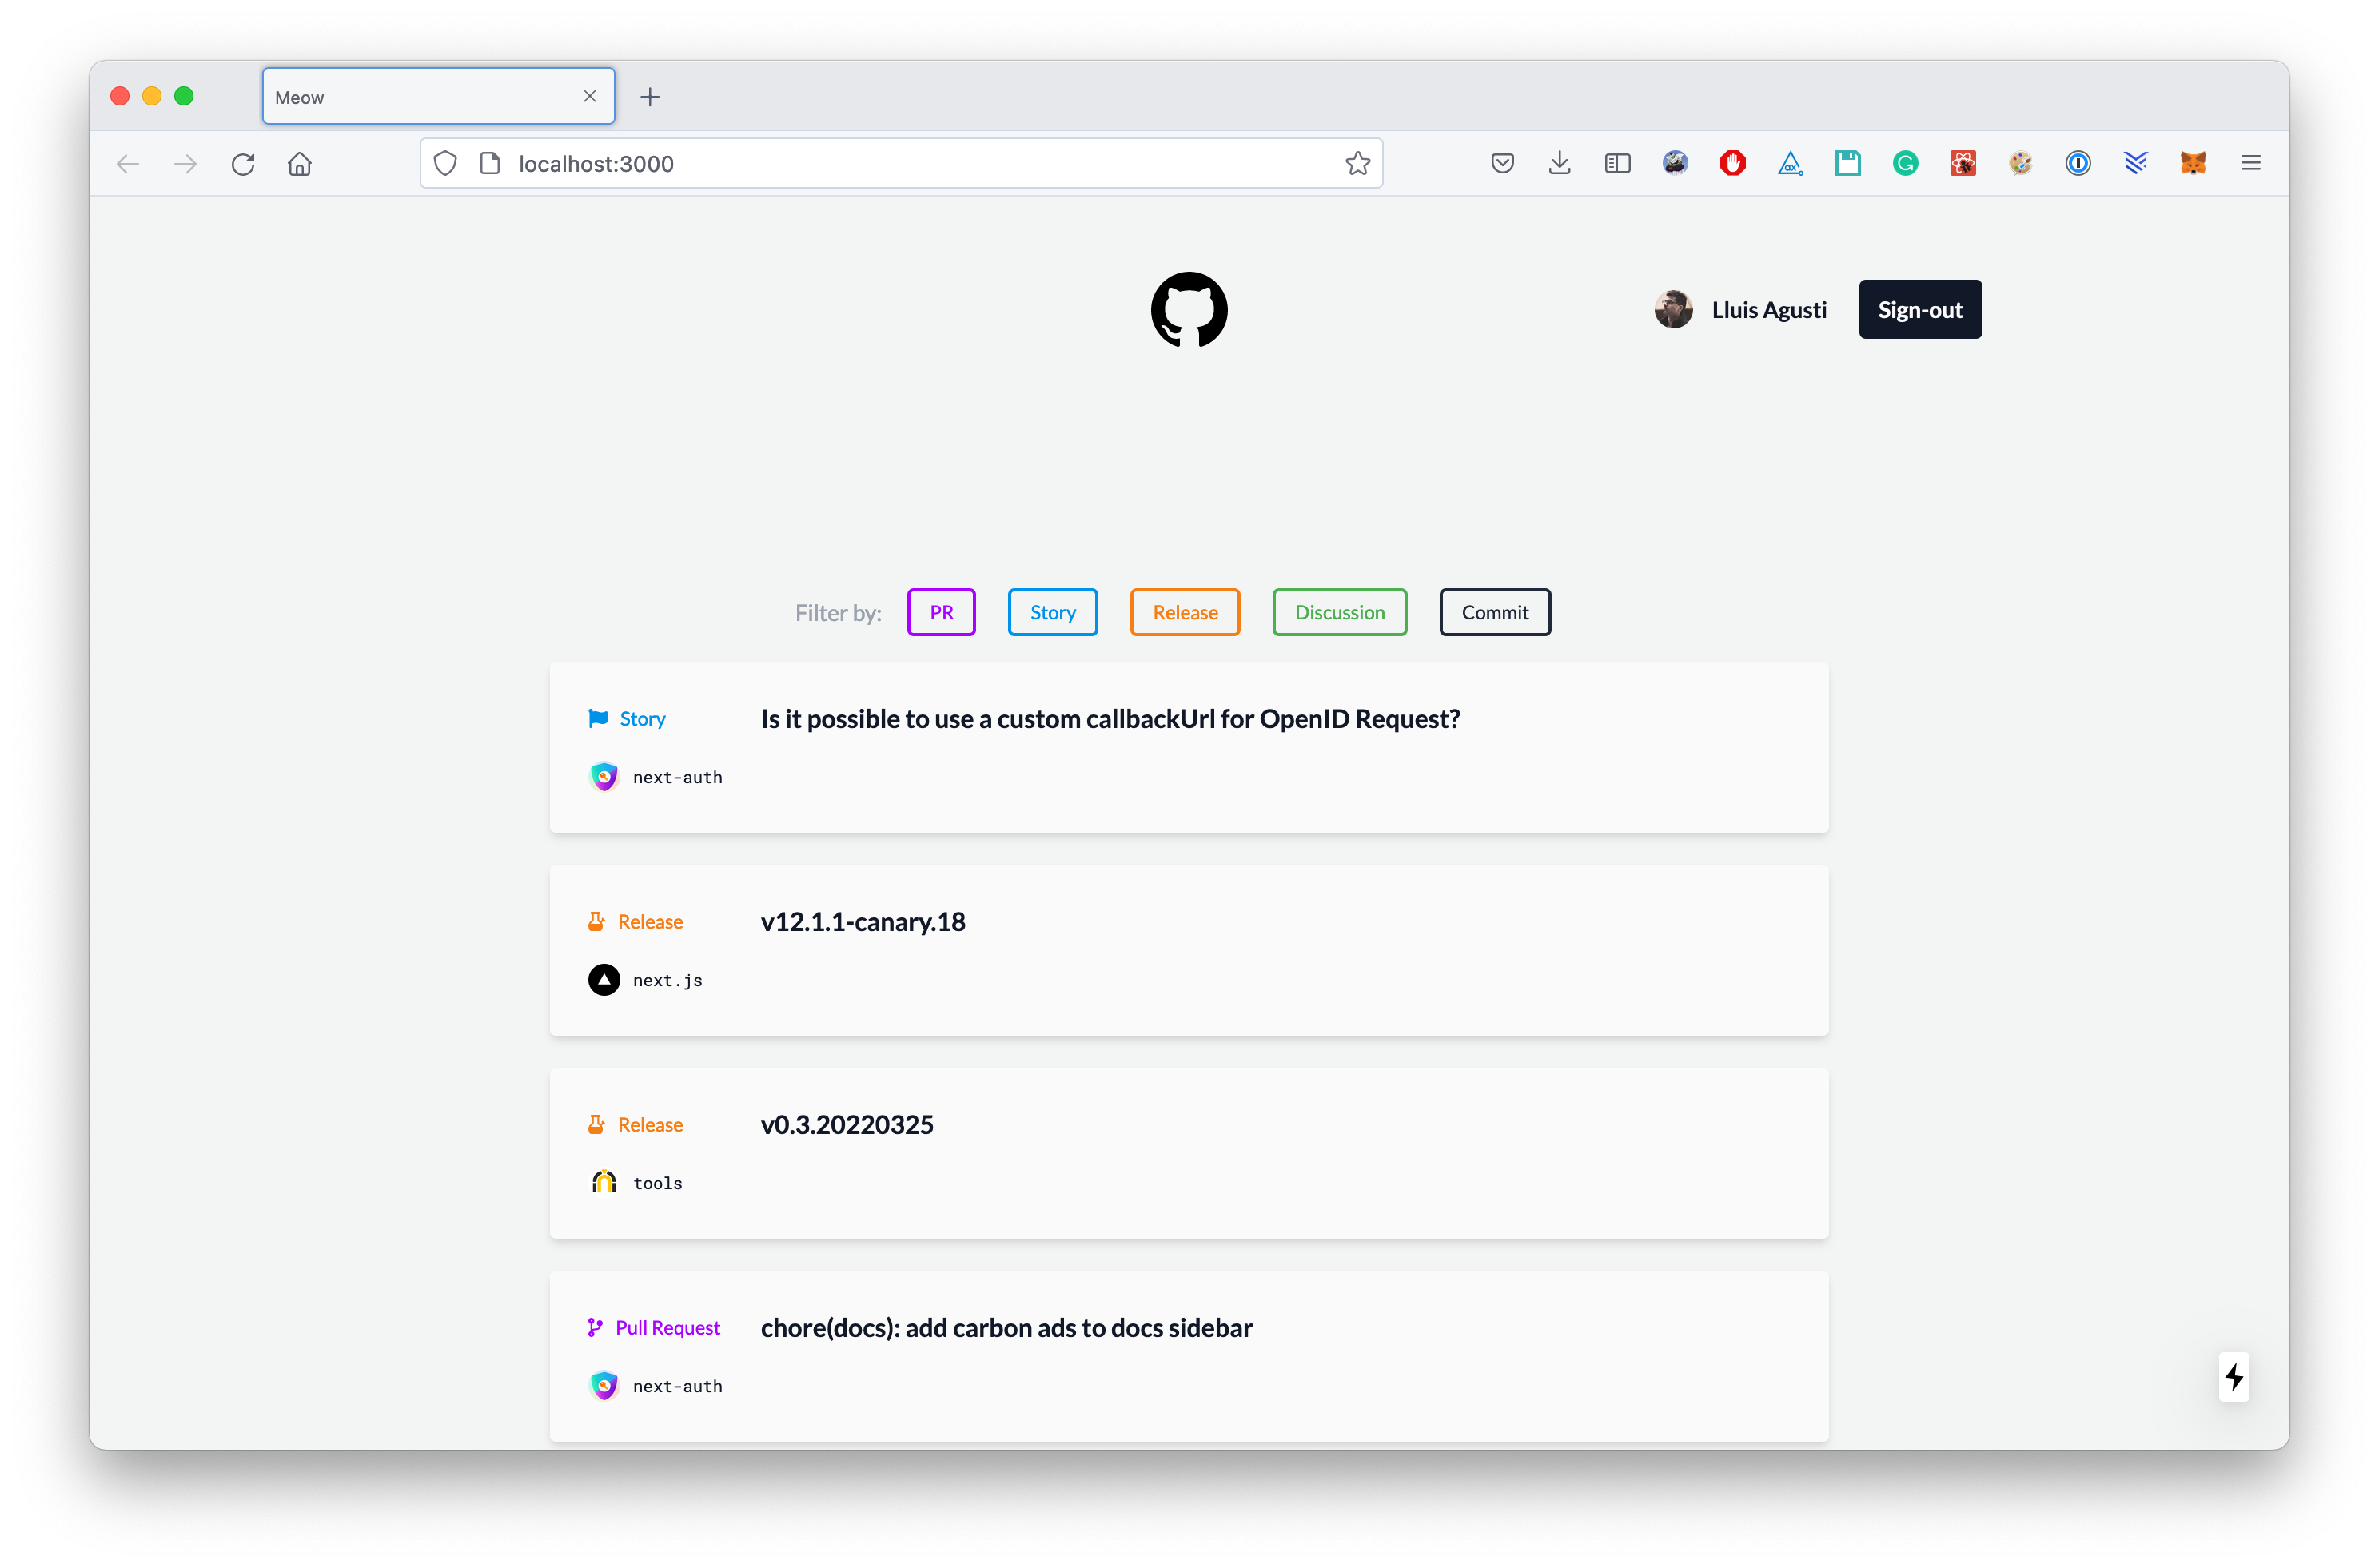 Meow
localhost:3000
Lluis Agusti
Sign-out
Filter by:
PR
Story
Release
Discussion
Commit
Story
Is it possible to use a custom callbackUrl for OpenID Request?
next-auth
Release
v12.1.1-canary.18
next.js
Release
v0.3.20220325
tools
Pull Request
chore(docs): add carbon ads to docs sidebar
next-auth